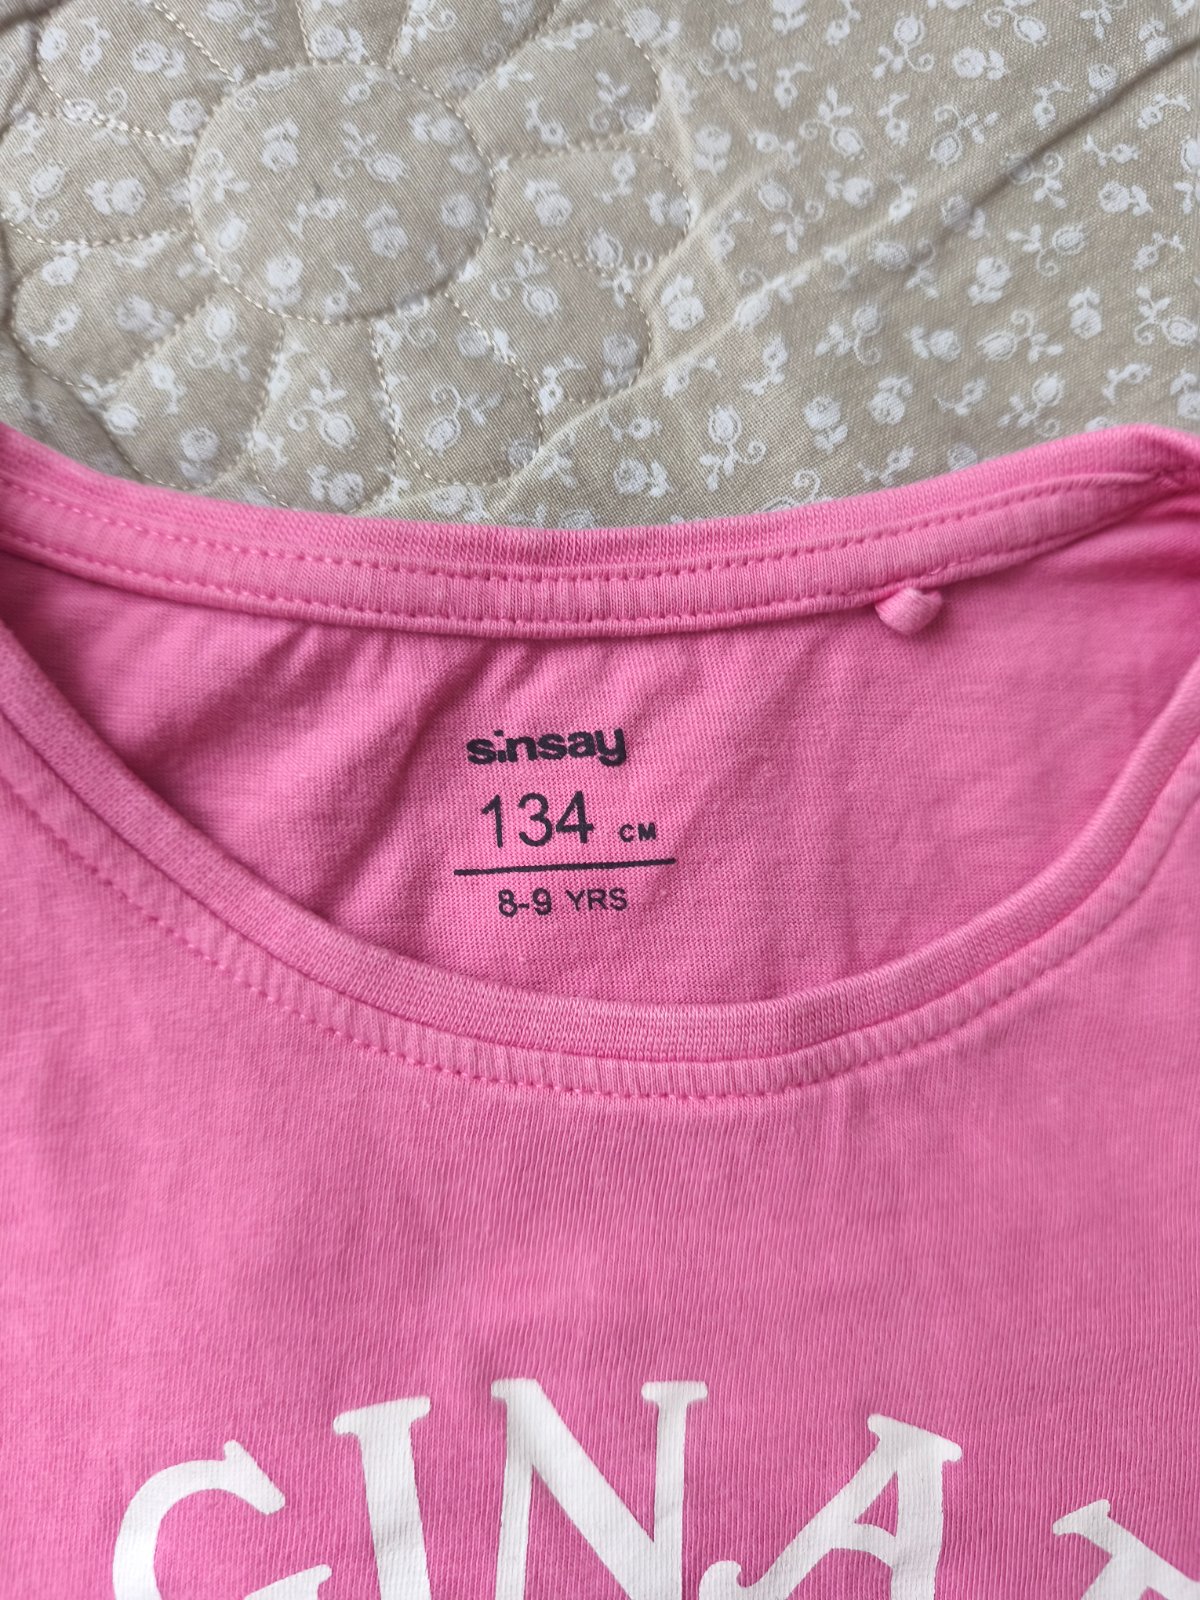 sinsay
134 CM
8-9 YRS
GINA